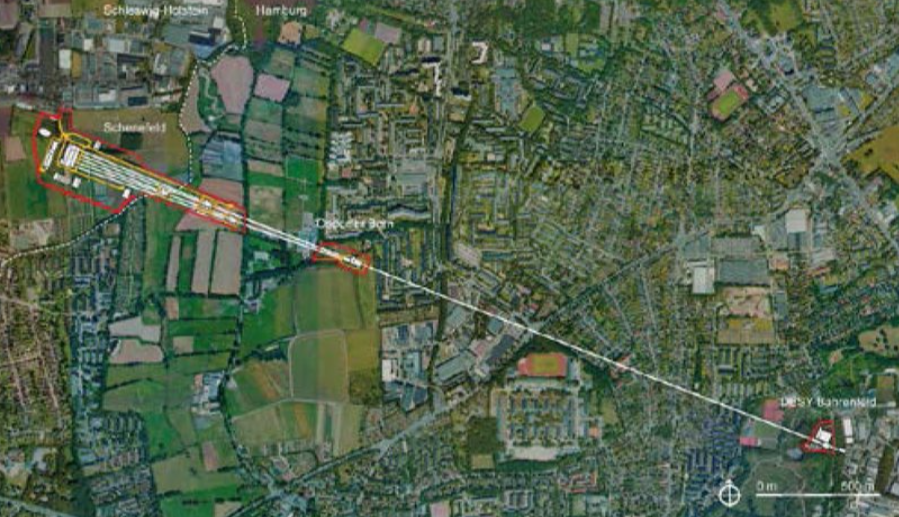 Schleswig-Holstein
Hamburg
Schenefeld
Osdorfer Born
DESY-Bahrenfeld
0 m 500 m